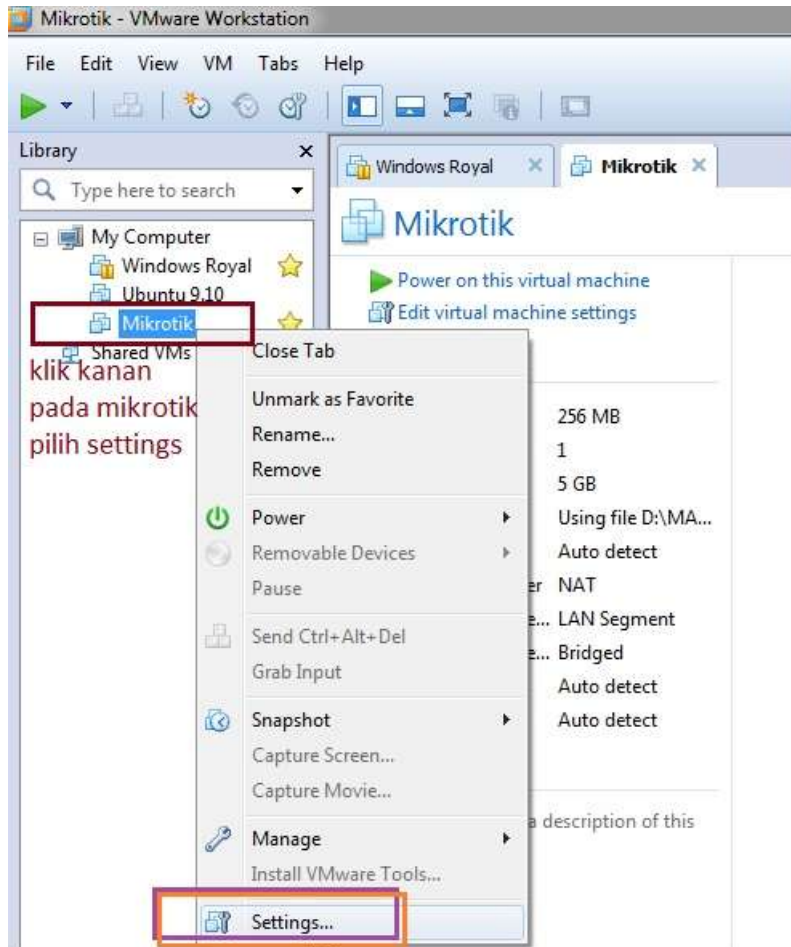 Mikrotik - VMware Workstation
File Edit View VM Tabs Help
Library
Type here to search
My Computer
Windows Royal
Ubuntu 9.10
Mikrotik
Shared VMs
klik kanan
pada mikrotik
pilih settings
Windows Royal
Mikrotik
Mikrotik
Power on this virtual machine
Edit virtual machine settings
Close Tab
Unmark as Favorite
Rename...
Remove
Power
Removable Devices
Pause
Send Ctrl+Alt+Del
Grab Input
Snapshot
Capture Screen...
Capture Movie...
Manage
Install VMware Tools...
Settings...
256 MB
1
5 GB
Using file D:\MA...
Auto detect
er NAT
e... LAN Segment
e... Bridged
Auto detect
Auto detect
a description of this